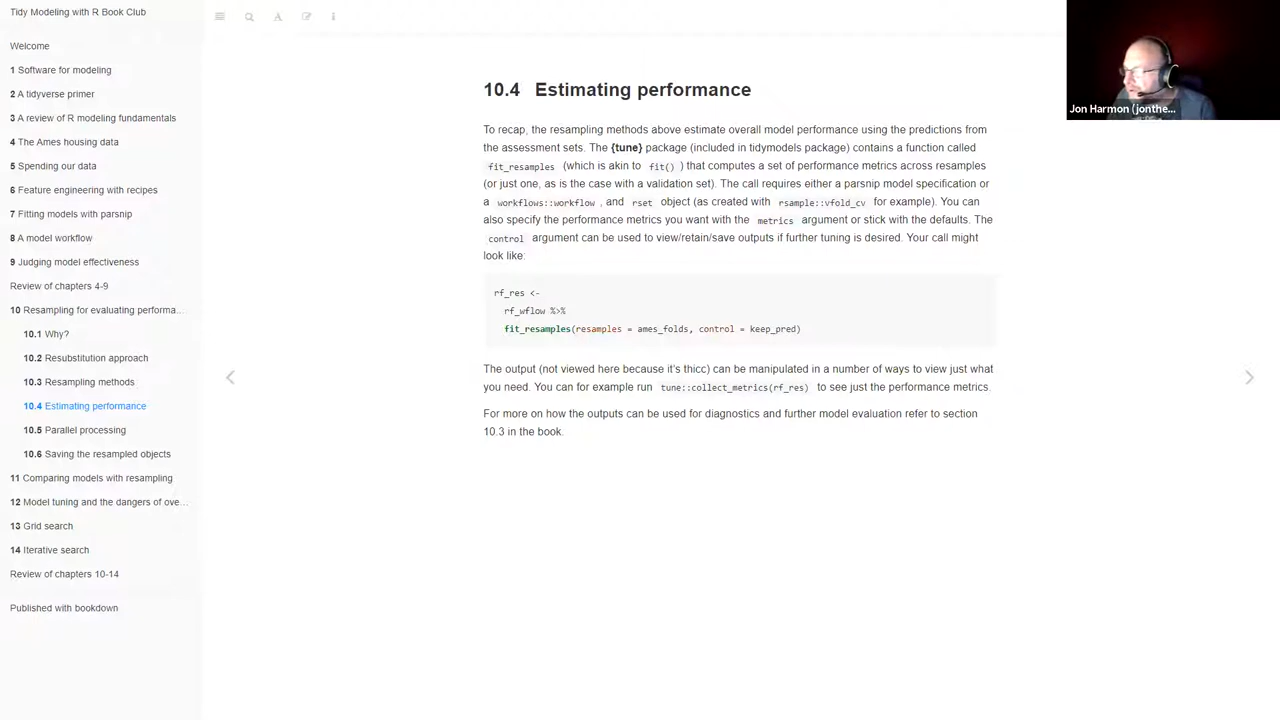 Tidy Modeling with R Book Club
Welcome
1 Software for modeling
2 A tidyverse primer
3 A review of R modeling fundamentals
4 The Ames housing data
5 Spending our data
6 Feature engineering with recipes
7 Fitting models with parsnip
8 A model workflow
9 Judging model effectiveness
Review of chapters 4-9
10 Resampling for evaluating performa...
10.1 Why?
10.2 Resubstitution approach
10.3 Resampling methods
10.4 Estimating performance
10.5 Parallel processing
10.6 Saving the resampled objects
11 Comparing models with resampling
12 Model tuning and the dangers of ove...
13 Grid search
14 Iterative search
Review of chapters 10-14
Published with bookdown
10.4 Estimating performance
To recap, the resampling methods above estimate overall model performance using the predictions from
the assessment sets. The {tune} package (included in tidymodels package) contains a function called
fit_resamples (which is akin to fit() ) that computes a set of performance metrics across resamples
(or just one, as is the case with a validation set). The call requires either a parsnip model specification or
a workflows::workflow , and rset object (as created with rsample::vfold_cv for example). You can
also specify the performance metrics you want with the metrics argument or stick with the defaults. The
control argument can be used to view/retain/save outputs if further tuning is desired. Your call might
look like:
rf_res <-
rf_wflow %>%
fit_resamples(resamples = ames_folds, control = keep_pred)
The output (not viewed here because it's thicc) can be manipulated in a number of ways to view just what
you need. You can for example run tune::collect_metrics(rf_res) to see just the performance metrics.
For more on how the outputs can be used for diagnostics and further model evaluation refer to section
10.3 in the book.
Jon Harmon (jonthe...